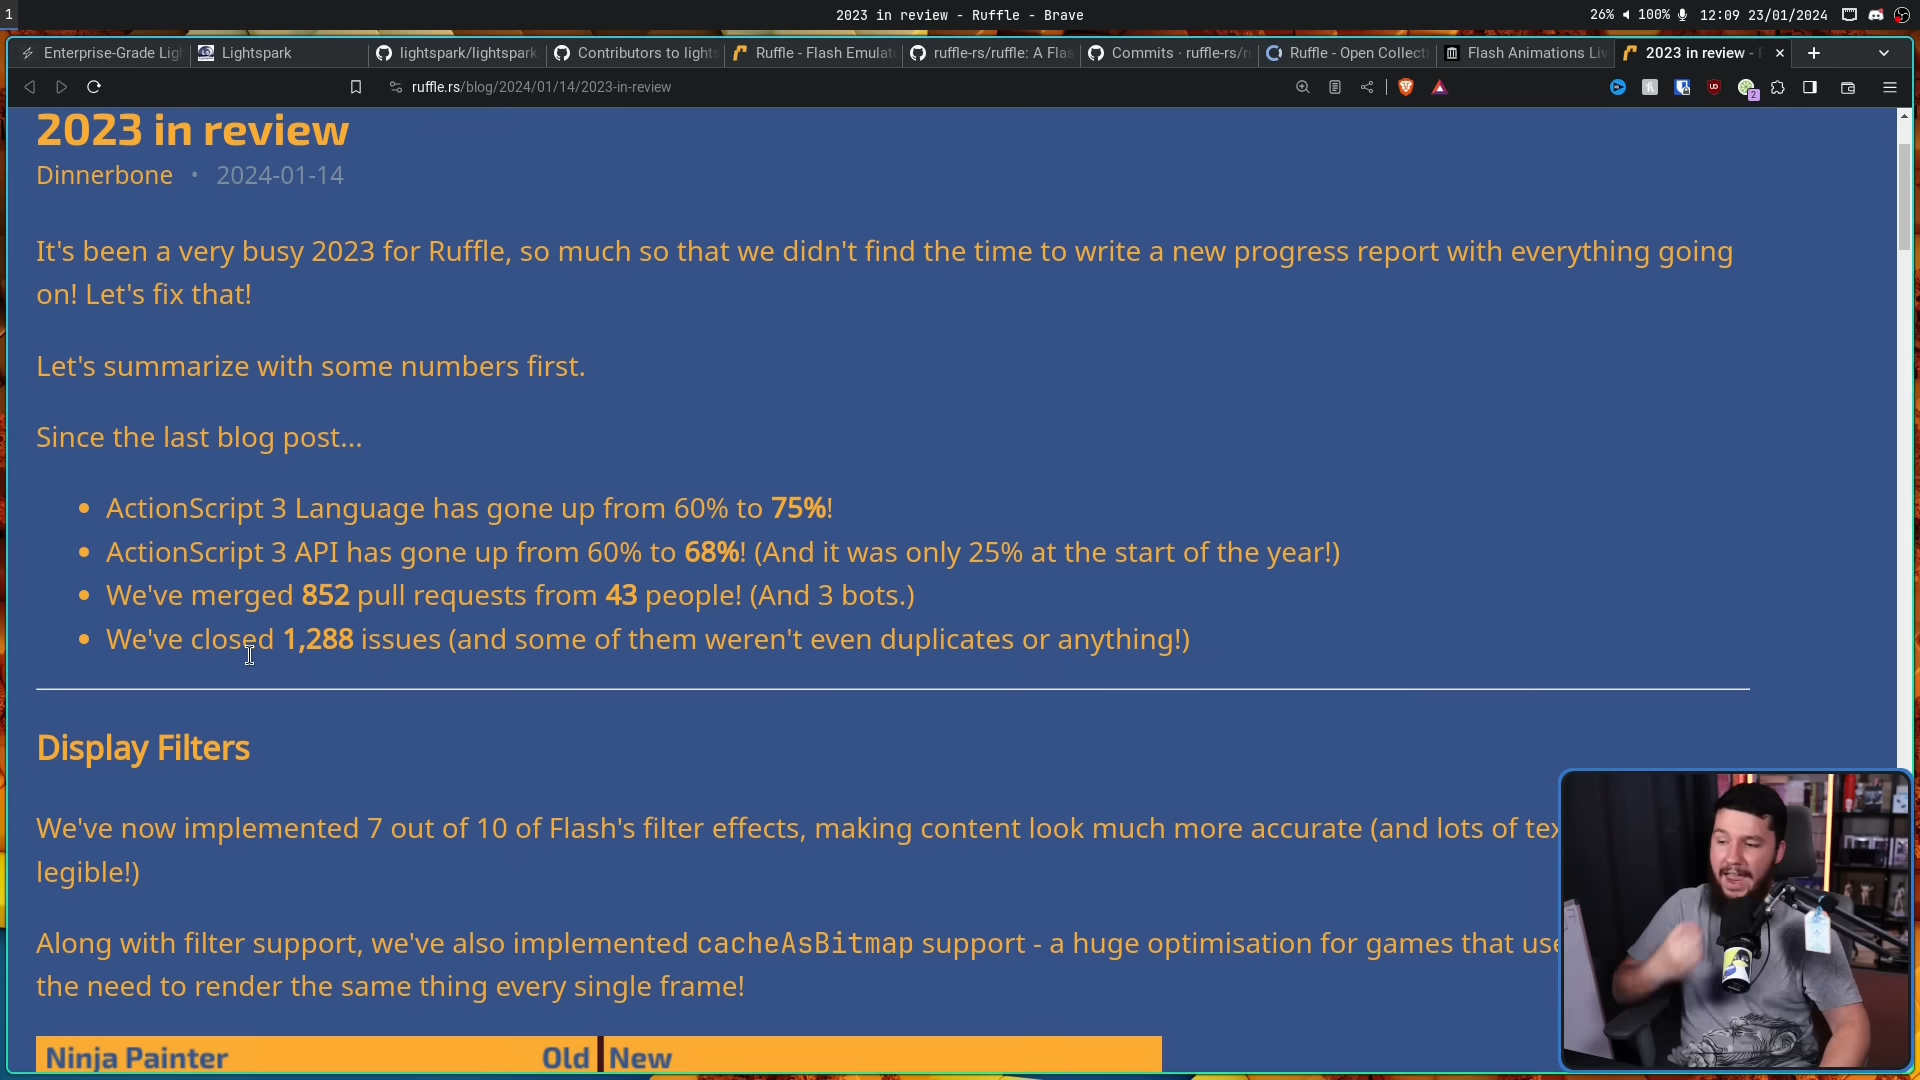 1
2023 in review - Ruffle - Brave
26% 100% 12:09 23/01/2024
Enterprise-Grade Lig
Lightspark
lightspark/lightspark
Contributors to lights
Ruffle - Flash Emulat
ruffle-rs/ruffle: A Flas
Commits · ruffle-rs/r
Ruffle - Open Collecti
Flash Animations Liv
2023 in review -
ruffle.rs/blog/2024/01/14/2023-in-review
2
2023 in review
Dinnerbone • 2024-01-14
It's been a very busy 2023 for Ruffle, so much so that we didn't find the time to write a new progress report with everything going
on! Let's fix that!
Let's summarize with some numbers first.
Since the last blog post...
• ActionScript 3 Language has gone up from 60% to 75%!
• ActionScript 3 API has gone up from 60% to 68%! (And it was only 25% at the start of the year!)
• We've merged 852 pull requests from 43 people! (And 3 bots.)
• We've closed 1,288 issues (and some of them weren't even duplicates or anything!)
Display Filters
We've now implemented 7 out of 10 of Flash's filter effects, making content look much more accurate (and lots of tex
legible!)
Along with filter support, we've also implemented cacheAsBitmap support - a huge optimisation for games that use
the need to render the same thing every single frame!
Ninja Painter Old New